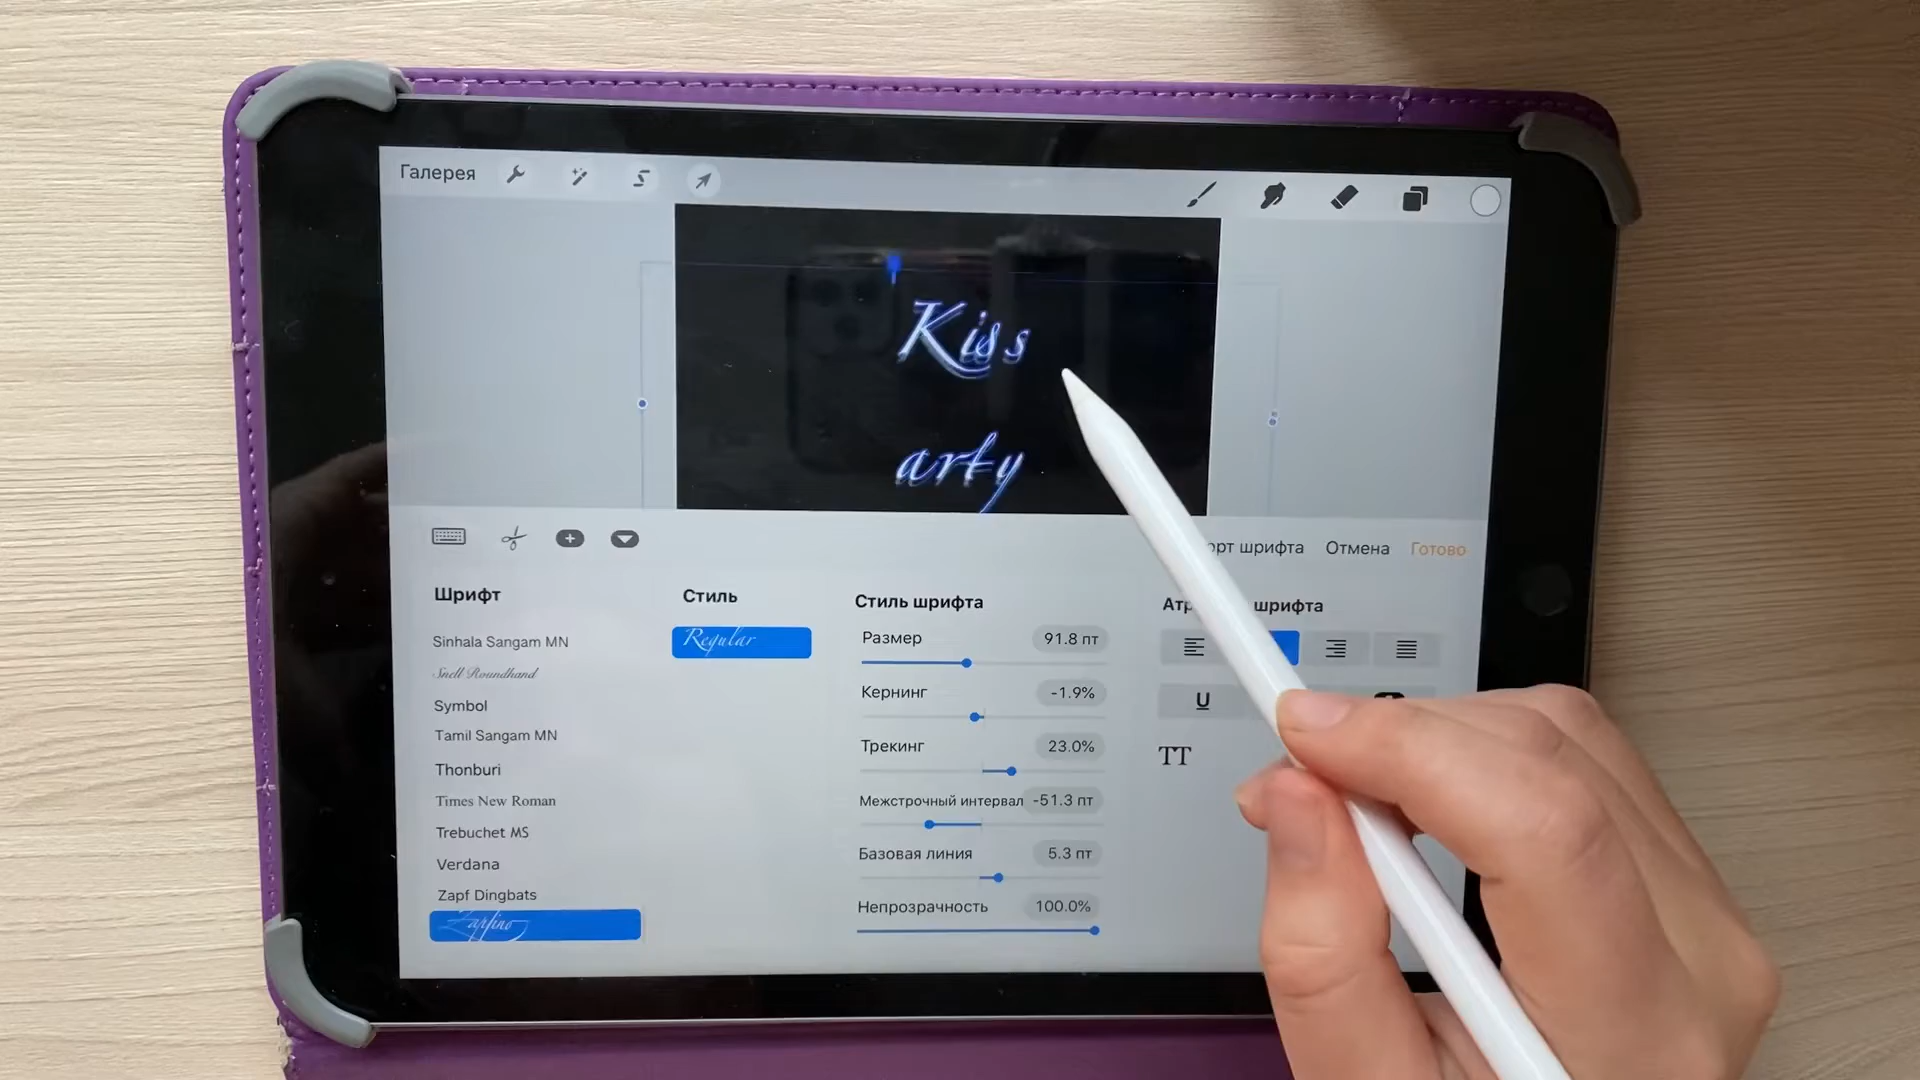 Галерея
Kiss
arty
орт шрифта Отмена Готово
Шрифт
Sinhala Sangam MN
Snell Roundhand
Symbol
Tamil Sangam MN
Thonburi
Times New Roman
Trebuchet MS
Verdana
Zapf Dingbats
Zapfino
Стиль
Regular
Стиль шрифта
Размер 91.8 пт
Кернинг -1.9%
Трекинг 23.0%
Межстрочный интервал -51.3 пт
Базовая линия 5.3 пт
Непрозрачность 100.0%
Атр шрифта
U
TT